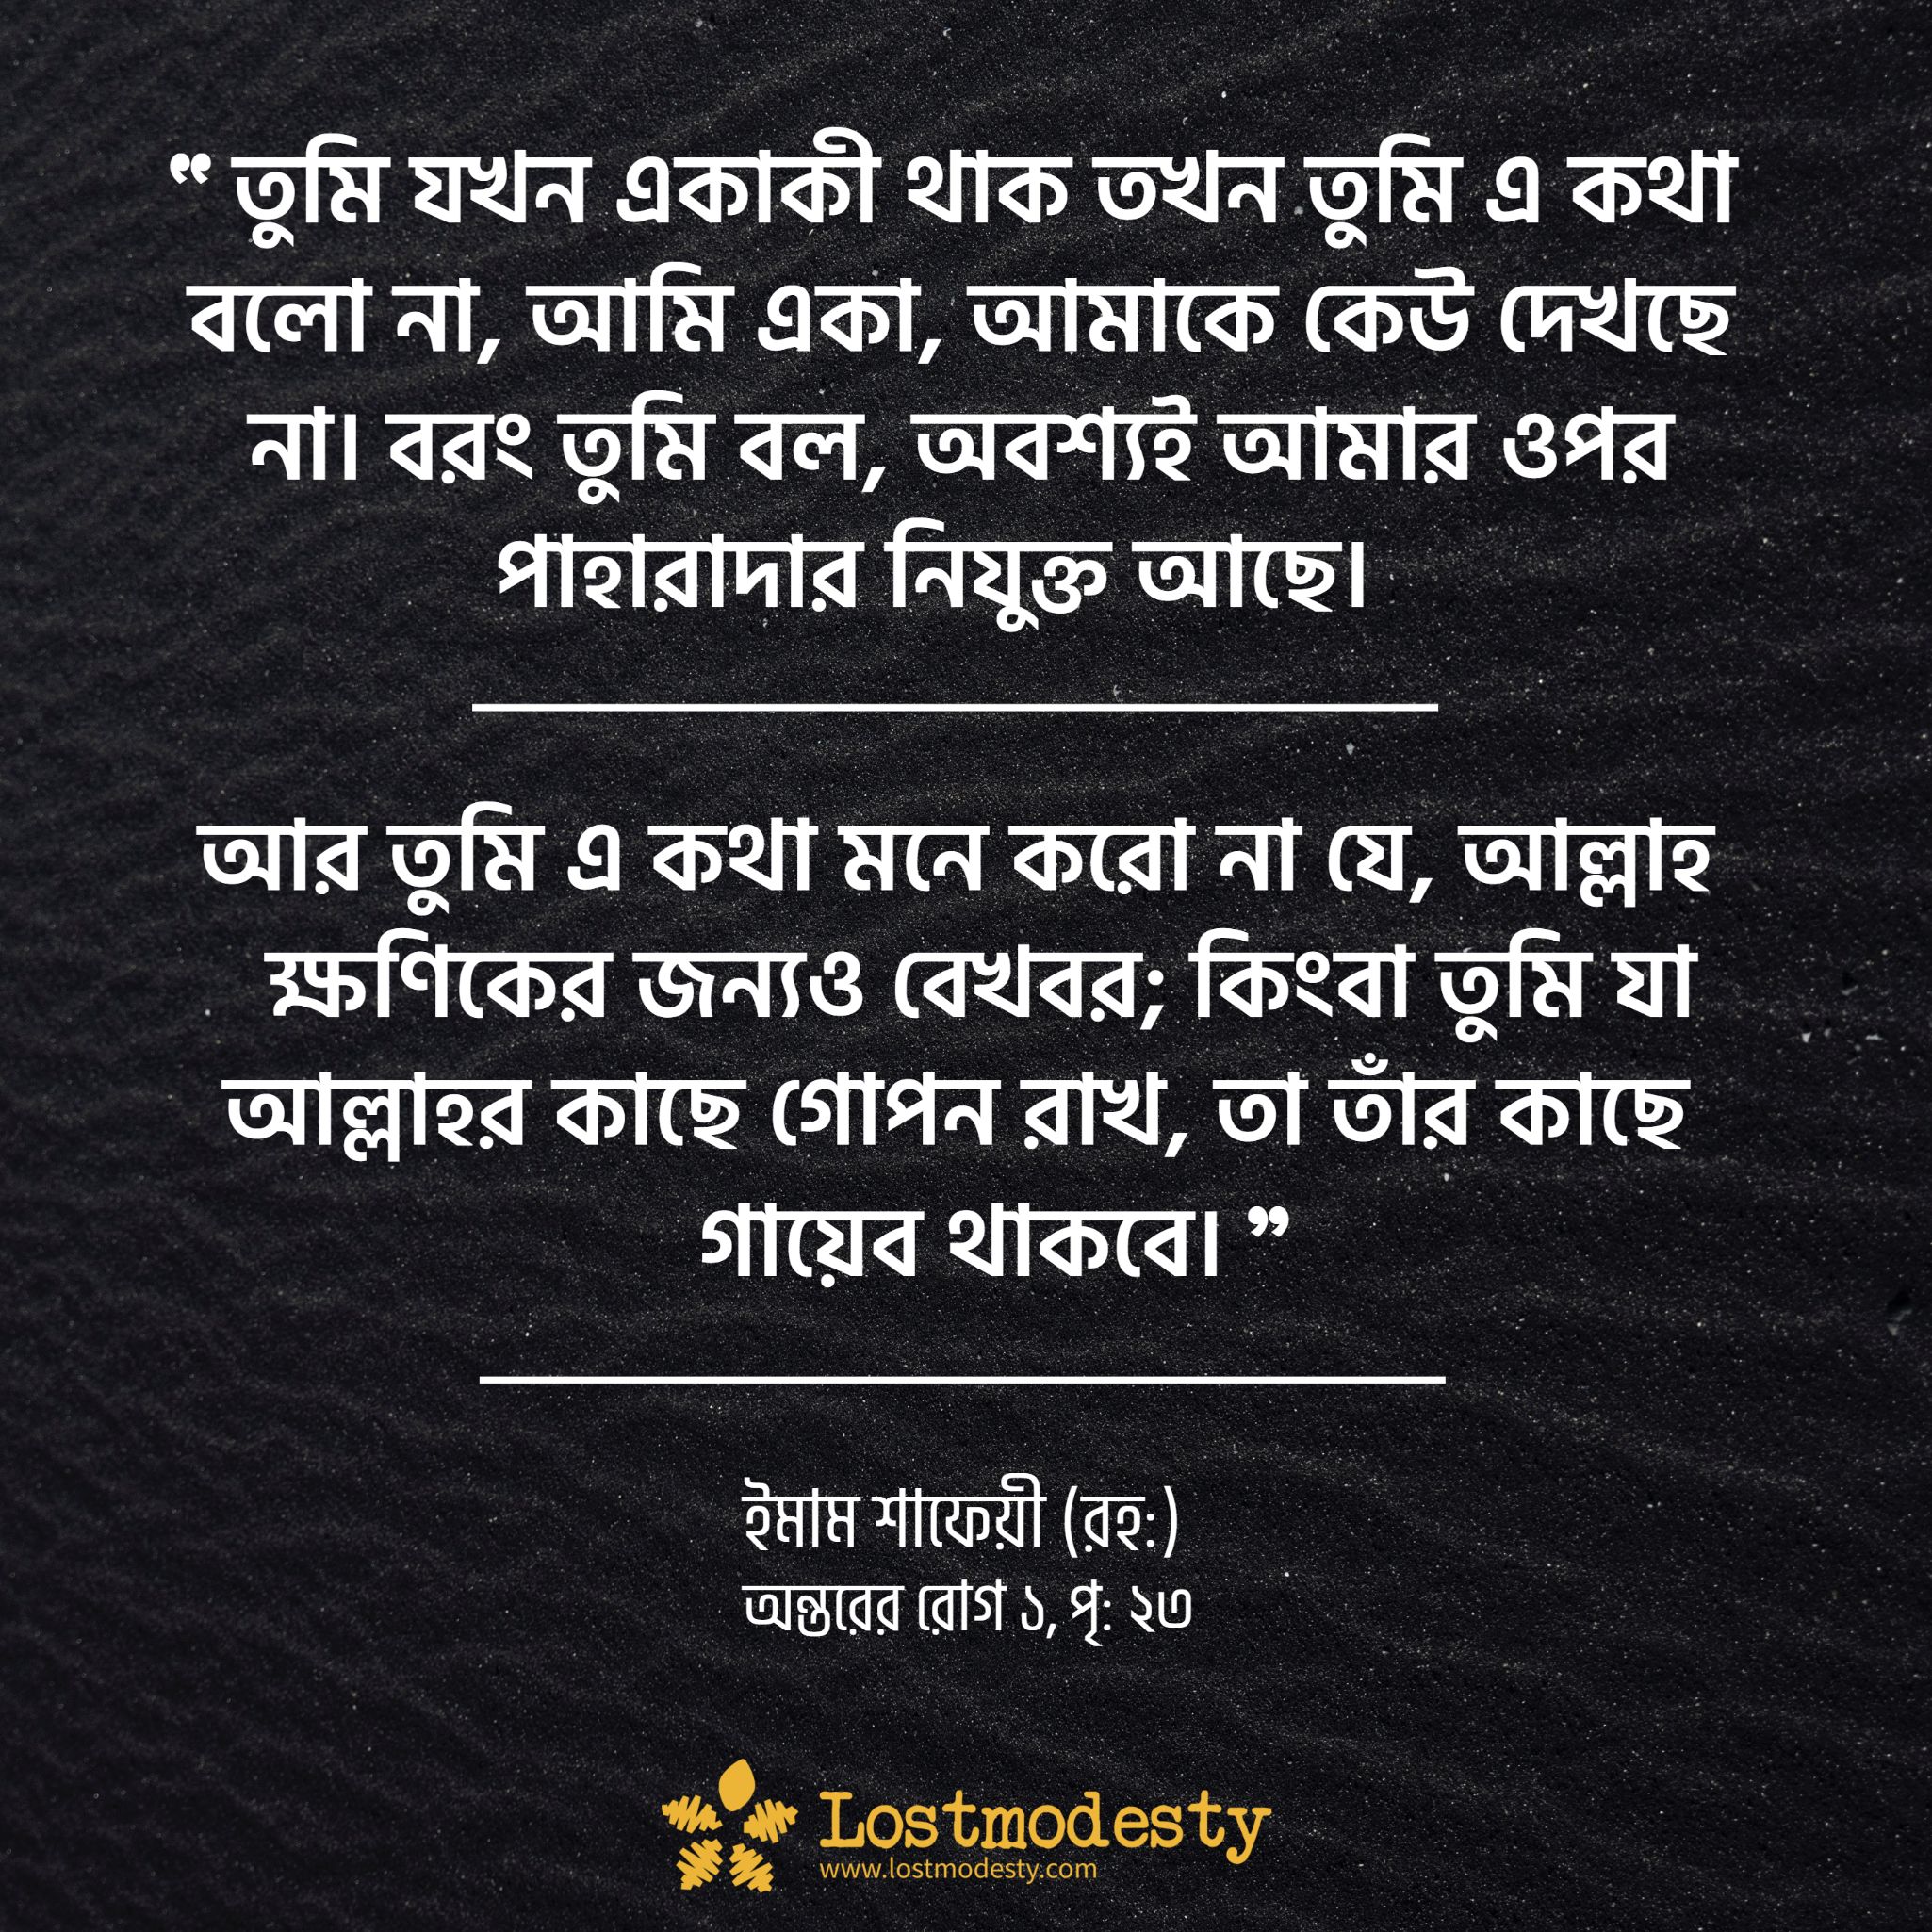 “ তুমি যখন একাকী থাক তখন তুমি এ কথা
বলো না, আমি একা, আমাকে কেউ দেখছে
না। বরং তুমি বল, অবশ্যই আমার ওপর
পাহারাদার নিযুক্ত আছে।
আর তুমি এ কথা মনে করো না যে, আল্লাহ
ক্ষণিকের জন্যও বেখবর; কিংবা তুমি যা
আল্লাহর কাছে গোপন রাখ, তা তাঁর কাছে
গায়েব থাকবে। ”
ইমাম শাফেয়ী (রহ:)
অন্তরের রোগ ১, পৃ: ২৩
Lostmodesty
www.lostmodesty.com